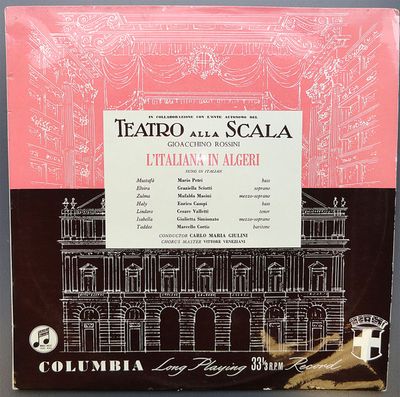 IN COLLABORAZIONE CON L'ENTE AUTONOMO DEL
TEATRO ALLA SCALA
GIOACCHINO ROSSINI
L'ITALIANA IN ALGERI
SUNG IN ITALIAN
Mustafà Mario Petri bass
Elvira Graziella Sciutti soprano
Zulma Mafalda Masini mezzo-soprano
Haly Enrico Campi bass
Lindoro Cesare Valletti tenor
Isabella Giulietta Simionato mezzo-soprano
Taddeo Marcello Cortis baritone
CONDUCTOR CARLO MARIA GIULINI
CHORUS MASTER VITTORE VENEZIANI
COLUMBIA Long Playing 33⅓ R.P.M. Record